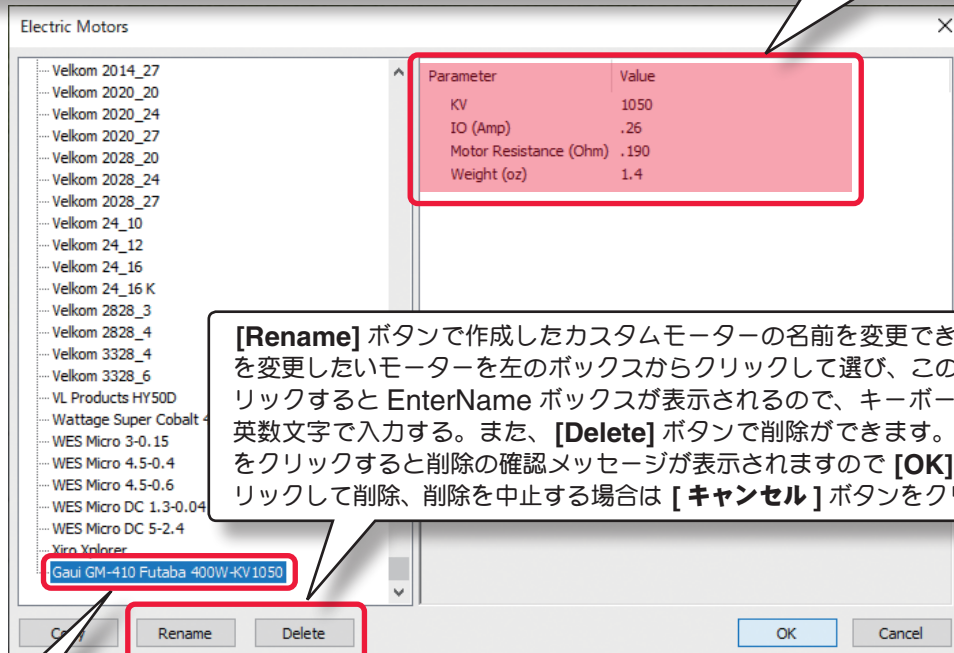 Electric Motors
Velkom 2014_27
Velkom 2020_20
Velkom 2020_24
Velkom 2020_27
Velkom 2028_20
Velkom 2028_24
Velkom 2028_27
Velkom 24_10
Velkom 24_12
Velkom 24_16
Velkom 24_16 K
Velkom 2828_3
Velkom 2828_4
Velkom 3328_4
Velkom 3328_6
VL Products HY50D
Wattage Super Cobalt 4
WES Micro 3-0.15
WES Micro 4.5-0.4
WES Micro 4.5-0.6
WES Micro DC 1.3-0.04
WES Micro DC 5-2.4
Xiro Xplorer
Gaui GM-410 Futaba 400W-KV1050
Parameter Value
KV 1050
IO (Amp) .26
Motor Resistance (Ohm) .190
Weight (oz) 1.4
[Rename] ボタンで作成したカスタムモーターの名前を変更でき
を変更したいモーターを左のボックスからクリックして選び、この
リックすると EnterName ボックスが表示されるので、キーボー
英数文字で入力する。また、[Delete] ボタンで削除ができます。
をクリックすると削除の確認メッセージが表示されますので [OK]
リックして削除、削除を中止する場合は [キャンセル] ボタンをク
Copy Rename Delete OK Cancel